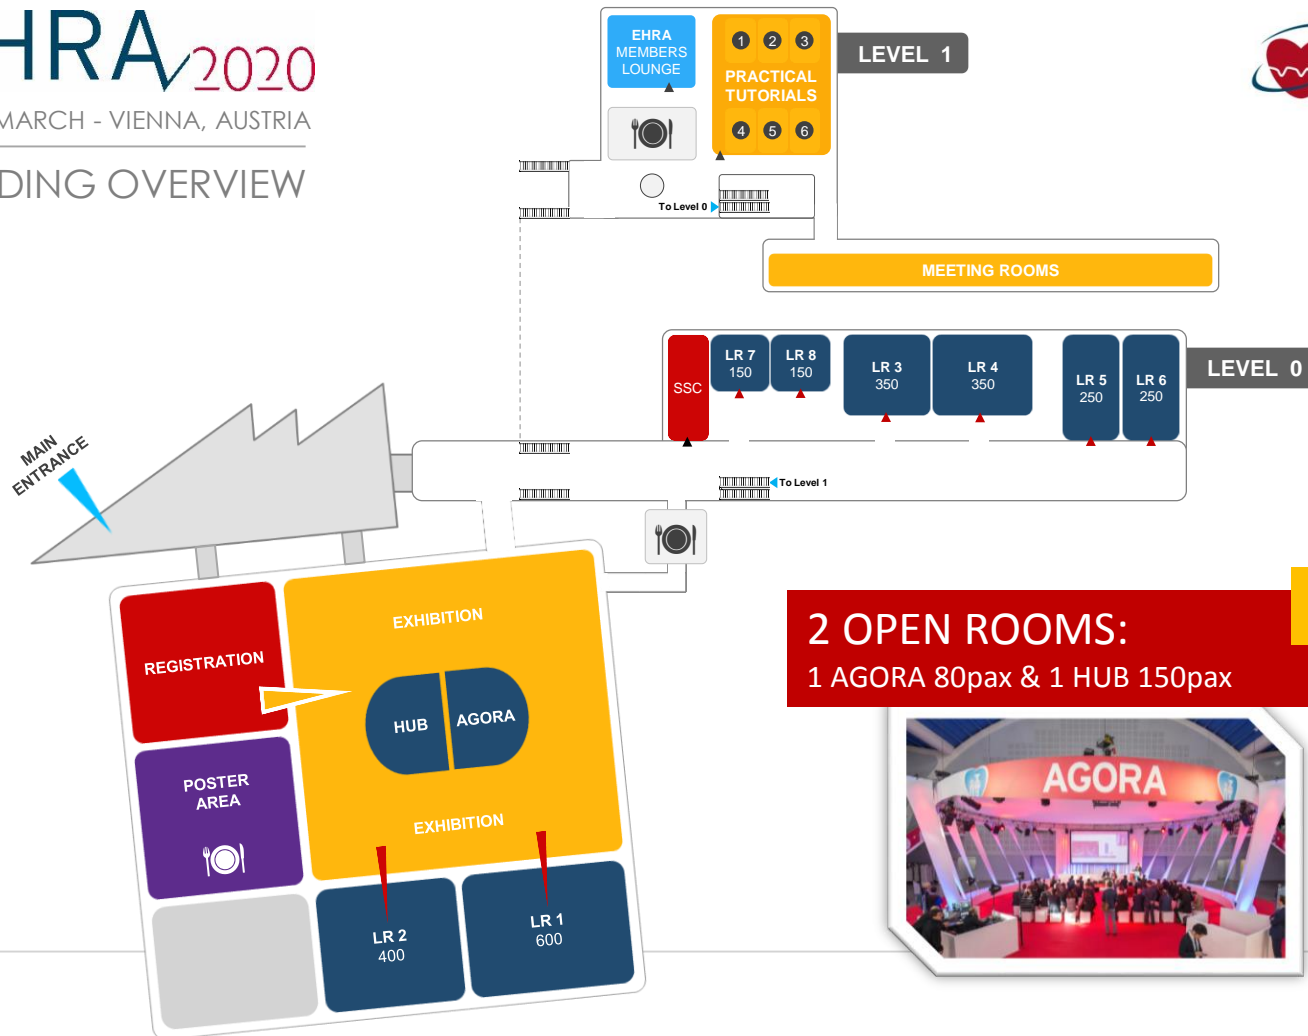 HRA 2020
MARCH - VIENNA, AUSTRIA
DING OVERVIEW
EHRA
MEMBERS
LOUNGE
1 2 3
PRACTICAL
TUTORIALS
4 5 6
LEVEL 1
To Level 0
MEETING ROOMS
SSC
LR 7
150
LR 8
150
LR 3
350
LR 4
350
LR 5
250
LR 6
250
LEVEL 0
To Level 1
MAIN
ENTRANCE
REGISTRATION
EXHIBITION
HUB
AGORA
POSTER
AREA
EXHIBITION
LR 2
400
LR 1
600
2 OPEN ROOMS:
1 AGORA 80pax & 1 HUB 150pax
AGORA